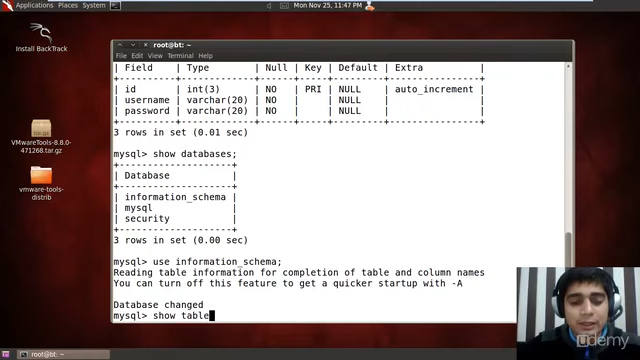 Applications Places System
Mon Nov 25, 11:47 PM
Install BackTrack
VMwareTools-8.8.0-
471268.tar.gz
vmware-tools-
distrib
root@bt: ~
File Edit View Terminal Help
| Field | Type | Null | Key | Default | Extra |
| id | int(3) | NO | PRI | NULL | auto_increment |
| username | varchar(20) | NO | | NULL | |
| password | varchar(20) | NO | | NULL | |
3 rows in set (0.01 sec)
mysql> show databases;
| Database |
| information_schema |
| mysql |
| security |
3 rows in set (0.00 sec)
mysql> use information_schema;
Reading table information for completion of table and column names
You can turn off this feature to get a quicker startup with -A
Database changed
mysql> show table
root@bt: ~
udemy